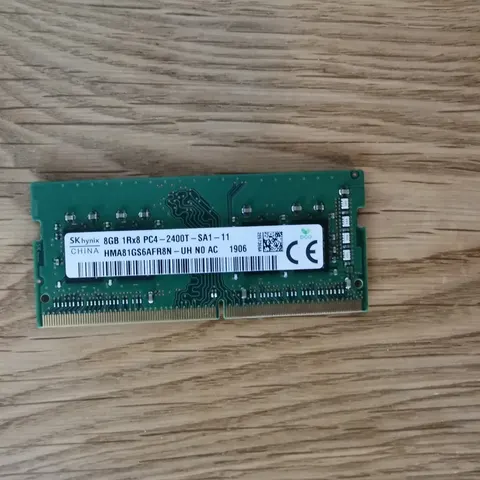 SK hynix 8GB 1Rx8 PC4-2400T-SA1-11
CHINA HMA81GS6AFR8N-UH N0 AC 1906
CE